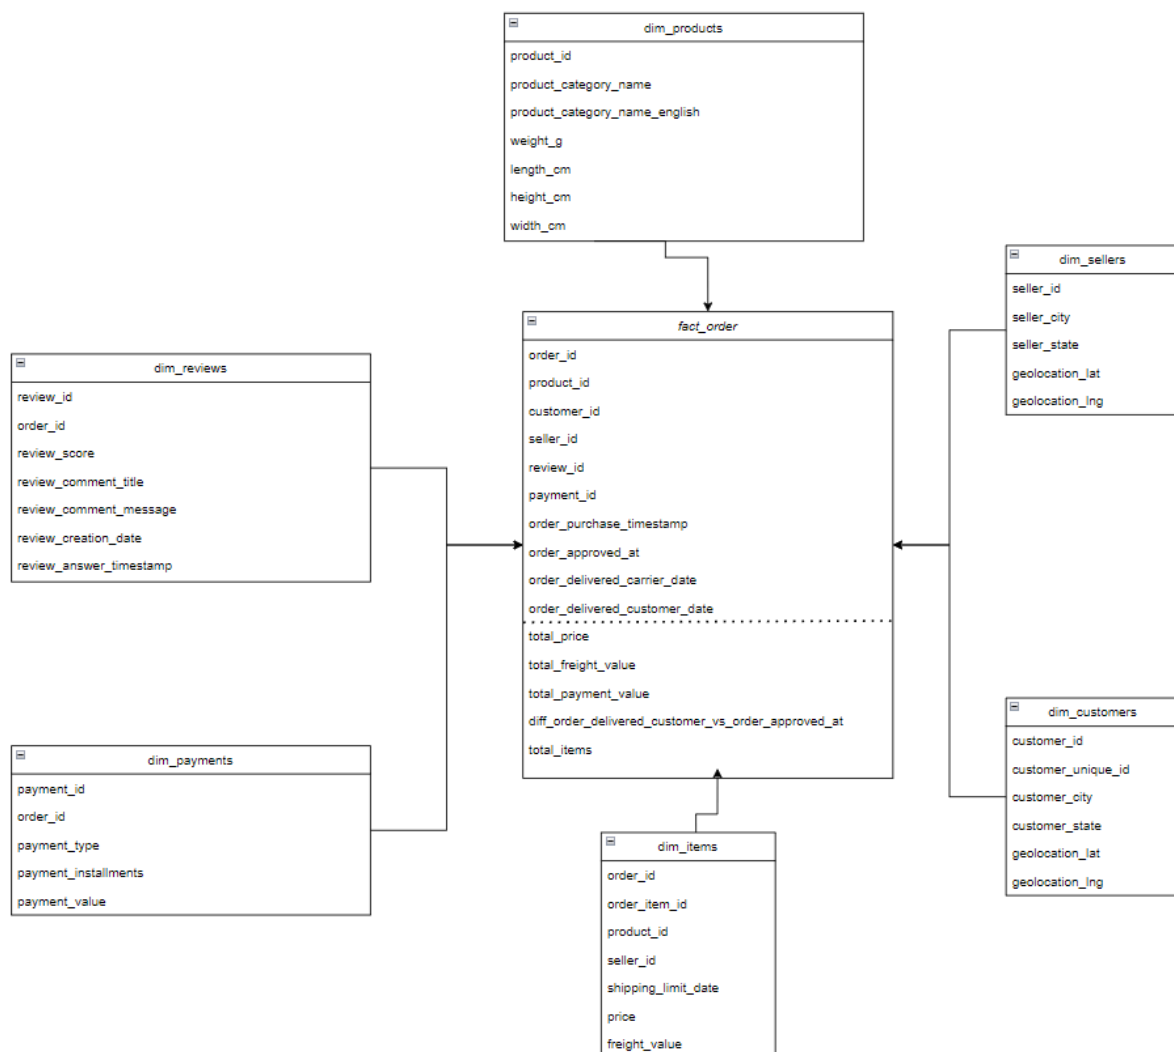 dim_products
product_id
product_category_name
product_category_name_english
weight_g
length_cm
height_cm
width_cm
dim_sellers
seller_id
seller_city
seller_state
geolocation_lat
geolocation_lng
fact_order
order_id
product_id
customer_id
seller_id
review_id
payment_id
order_purchase_timestamp
order_approved_at
order_delivered_carrier_date
order_delivered_customer_date
total_price
total_freight_value
total_payment_value
diff_order_delivered_customer_vs_order_approved_at
total_items
dim_reviews
review_id
order_id
review_score
review_comment_title
review_comment_message
review_creation_date
review_answer_timestamp
dim_payments
payment_id
order_id
payment_type
payment_installments
payment_value
dim_customers
customer_id
customer_unique_id
customer_city
customer_state
geolocation_lat
geolocation_lng
dim_items
order_id
order_item_id
product_id
seller_id
shipping_limit_date
price
freight_value